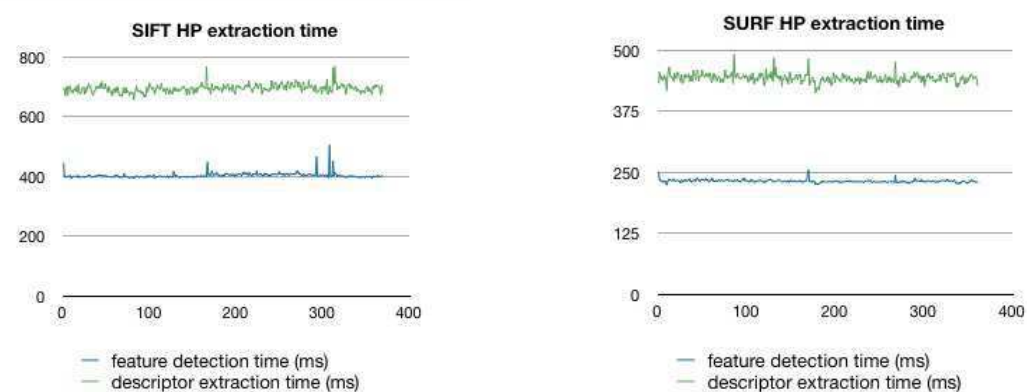 SIFT HP extraction time
800
600
400
200
0
0 100 200 300 400
feature detection time (ms)
descriptor extraction time (ms)
SURF HP extraction time
500
375
250
125
0
0 100 200 300 400
feature detection time (ms)
descriptor extraction time (ms)